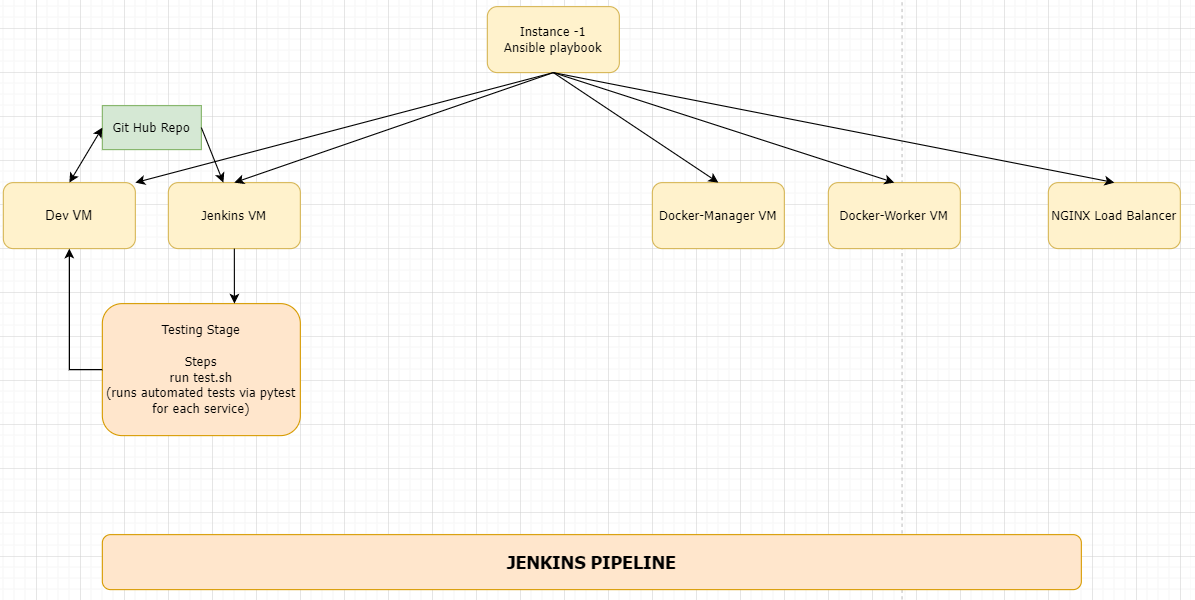 Instance -1
Ansible playbook
Git Hub Repo
Dev VM
Jenkins VM
Docker-Manager VM
Docker-Worker VM
NGINX Load Balancer
Testing Stage
Steps
run test.sh
(runs automated tests via pytest
for each service)
JENKINS PIPELINE